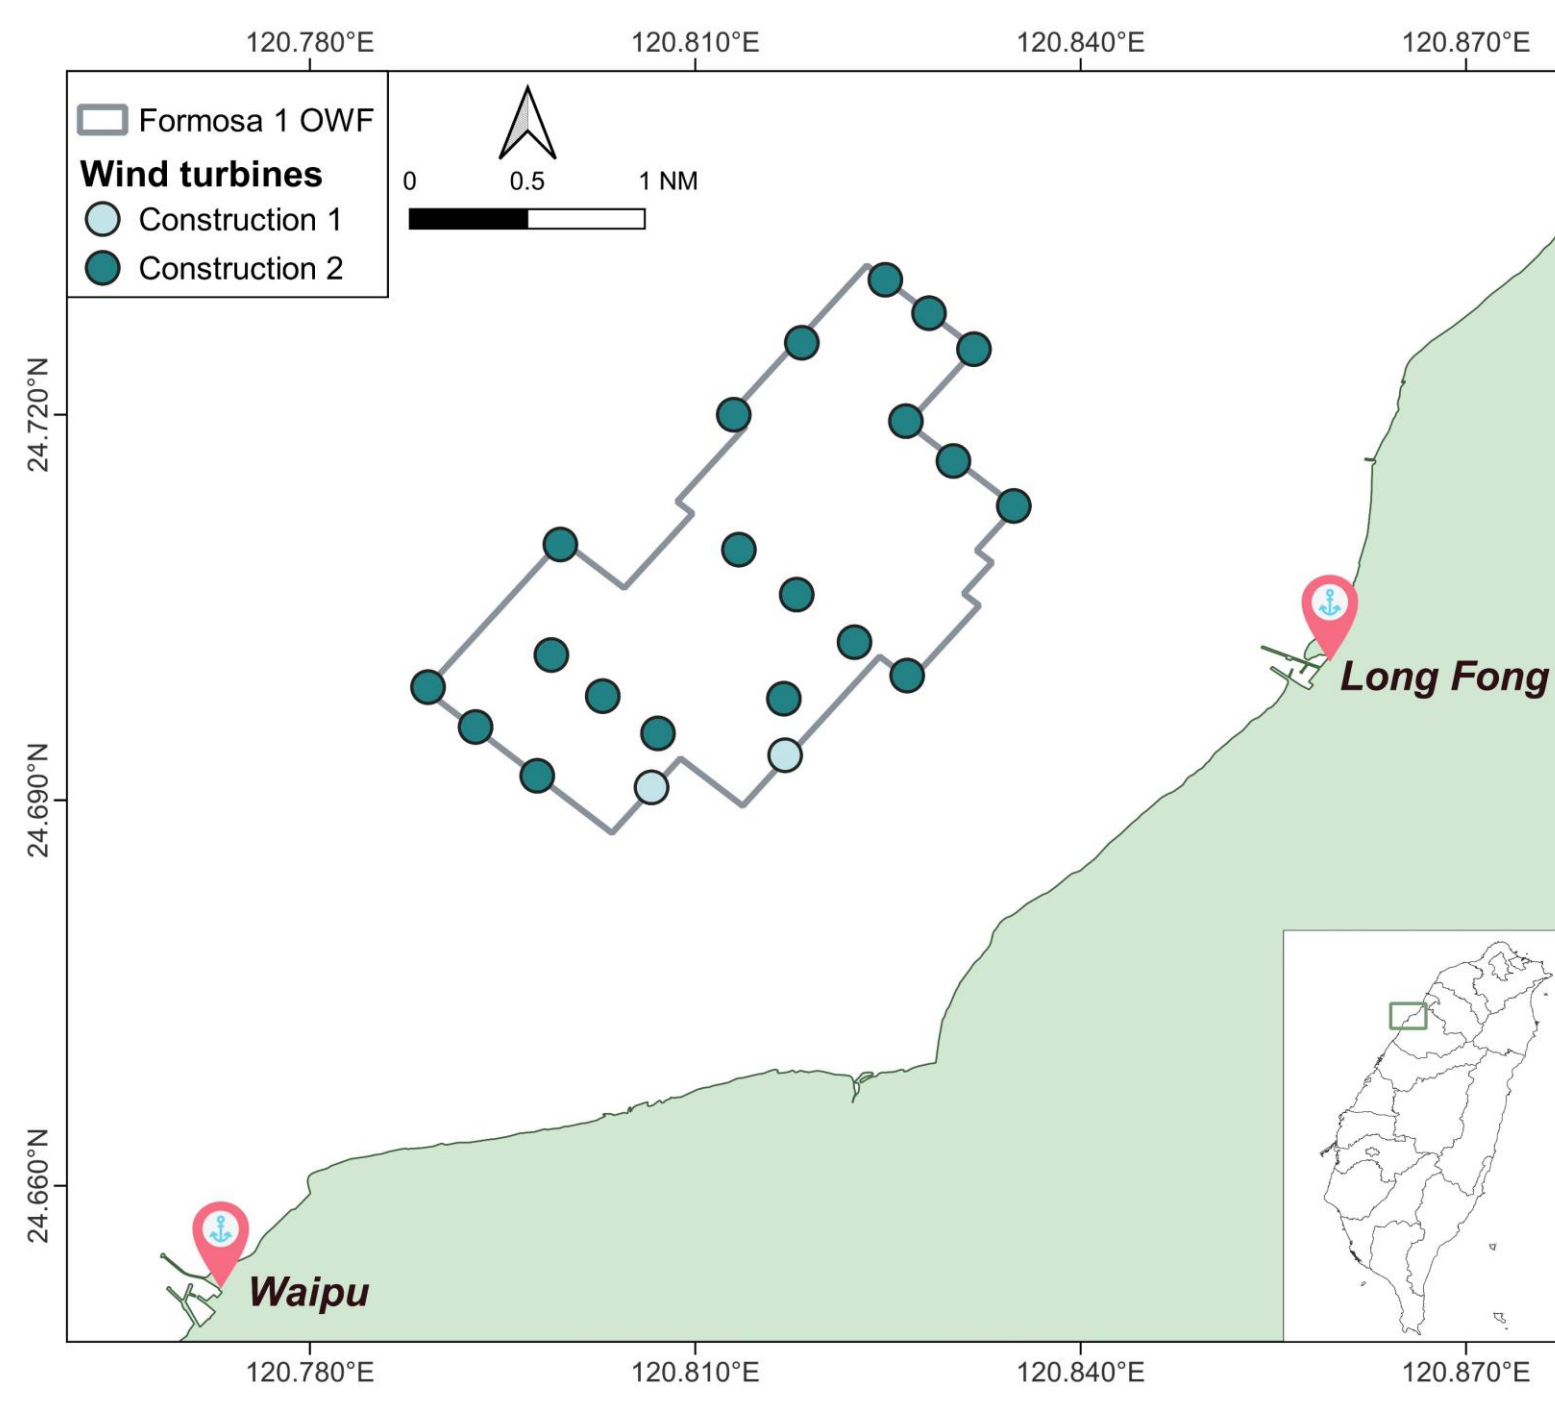 120.780°E 120.810°E 120.840°E 120.870°E
Formosa 1 OWF
Wind turbines
Construction 1
Construction 2
0 0.5 1 NM
24.720°N
24.690°N
24.660°N
Long Fong
Waipu
120.780°E 120.810°E 120.840°E 120.870°E